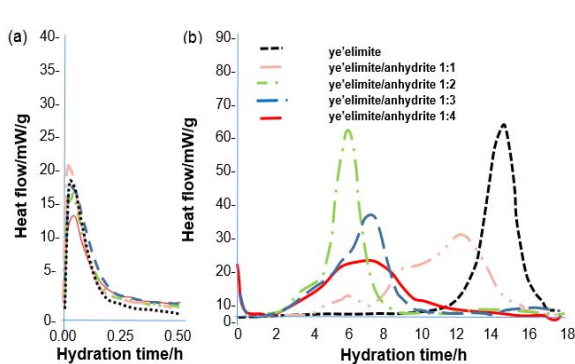 (a)
40-
35-
30-
25-
20-
15-
10-
5-
0-
Heat flow/mW/g
0.00 0.25 0.50
Hydration time/h
(b)
90-
80-
70-
60-
50-
40-
30-
20-
10-
0-
Heat flow/mW/g
ye'elimite
ye'elimite/anhydrite 1:1
ye'elimite/anhydrite 1:2
ye'elimite/anhydrite 1:3
ye'elimite/anhydrite 1:4
0 2 4 6 8 10 12 14 16 18
Hydration time/h